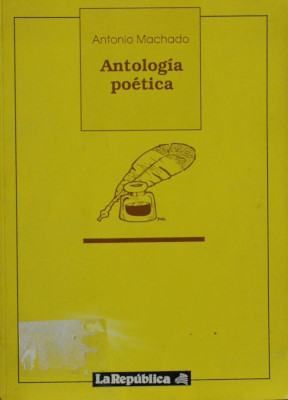 Antonio Machado
Antología
poética
La República